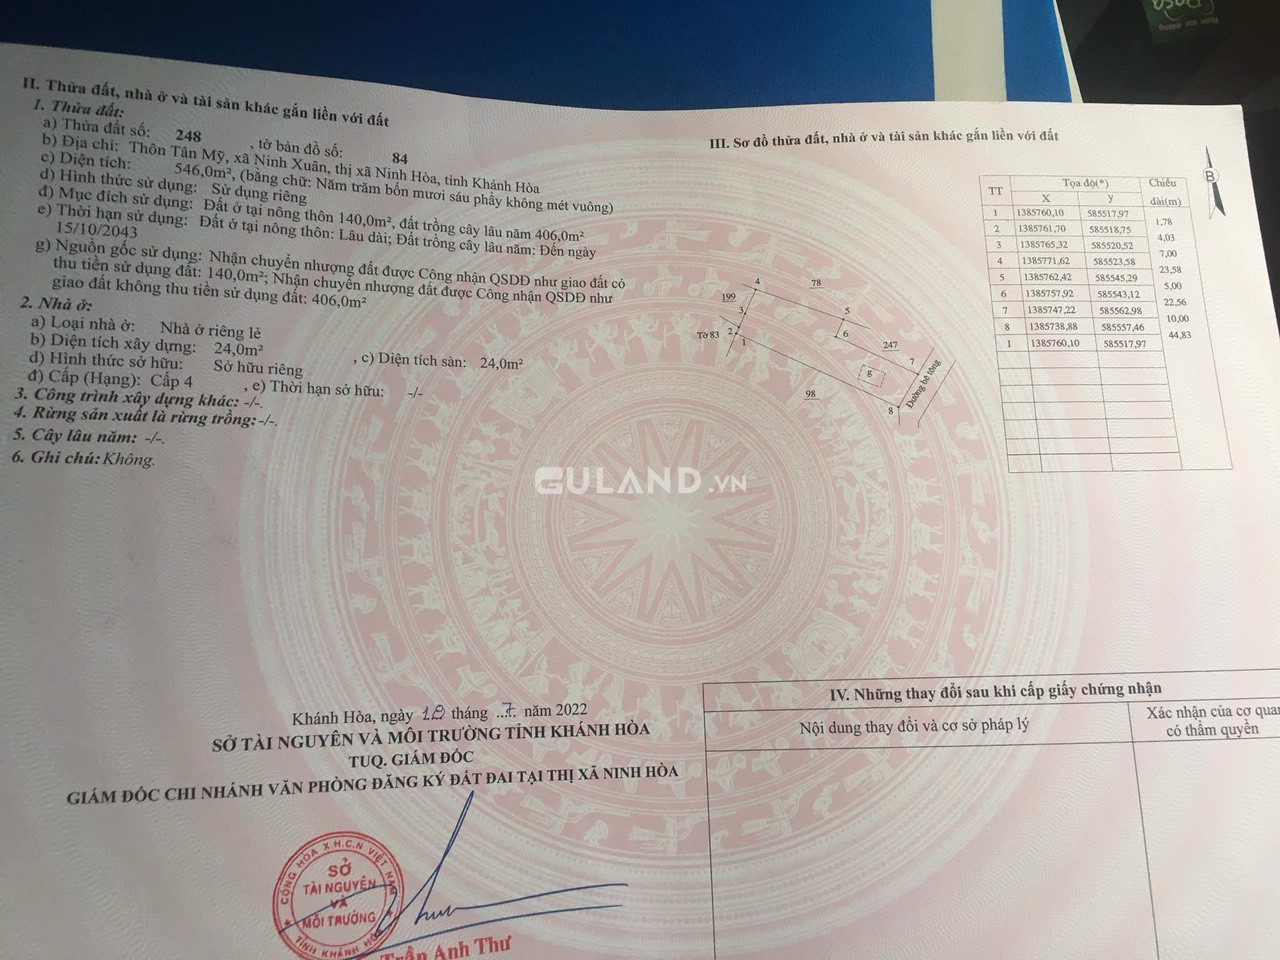 II. Thửa đất, nhà ở và tài sản khác gắn liền với đất
1. Thửa đất:
a) Thửa đất số: 248 , tờ bản đồ số: 84
b) Địa chỉ: Thôn Tân Mỹ, xã Ninh Xuân, thị xã Ninh Hòa, tỉnh Khánh Hòa
c) Diện tích: 546,0m², (bằng chữ: Năm trăm bốn mươi sáu phẩy không mét vuông)
d) Hình thức sử dụng: Sử dụng riêng
đ) Mục đích sử dụng: Đất ở tại nông thôn 140,0m², đất trồng cây lâu năm 406,0m²
e) Thời hạn sử dụng: Đất ở tại nông thôn: Lâu dài; Đất trồng cây lâu năm: Đến ngày
15/10/2043
g) Nguồn gốc sử dụng: Nhận chuyển nhượng đất được Công nhận QSDĐ như giao đất có
thu tiền sử dụng đất: 140,0m²; Nhận chuyển nhượng đất được Công nhận QSDĐ như
giao đất không thu tiền sử dụng đất: 406,0m²
2. Nhà ở:
a) Loại nhà ở: Nhà ở riêng lẻ
b) Diện tích xây dựng: 24,0m² , c) Diện tích sàn: 24,0m²
d) Hình thức sở hữu: Sở hữu riêng
đ) Cấp (Hạng): Cấp 4 , e) Thời hạn sở hữu: -/-
3. Công trình xây dựng khác: -/-.
4. Rừng sản xuất là rừng trồng: -/-.
5. Cây lâu năm: -/-.
6. Ghi chú: Không.
Khánh Hòa, ngày 18 tháng ..7. năm 2022
SỞ TÀI NGUYÊN VÀ MÔI TRƯỜNG TỈNH KHÁNH HÒA
TUQ. GIÁM ĐỐC
GIÁM ĐỐC CHI NHÁNH VĂN PHÒNG ĐĂNG KÝ ĐẤT ĐAI TẠI THỊ XÃ NINH HÒA
CỘNG HÒA X.H.C.N VIỆT NAM
SỞ
TÀI NGUYÊN
VÀ
MÔI TRƯỜNG
TỈNH KHÁNH HÒA
Trần Anh Thư
III. Sơ đồ thửa đất, nhà ở và tài sản khác gắn liền với đất
B
TT Tọa độ(*) Chiều
X y dài(m)
1 1385760,10 585517,97
1,78
2 1385761,70 585518,75
4,03
3 1385765,32 585520,52
7,00
4 1385771,62 585523,58
23,58
5 1385762,42 585545,29
5,00
6 1385757,92 585543,12
22,56
7 1385747,22 585562,98
10,00
8 1385738,88 585557,46
44,83
1 1385760,10 585517,97
4 78
199
3 5
Tờ 83 2 6
1 247
7
g
98
8
Đường bê tông
GULAND.VN
IV. Những thay đổi sau khi cấp giấy chứng nhận
Nội dung thay đổi và cơ sở pháp lý
Xác nhận của cơ quan
có thẩm quyền